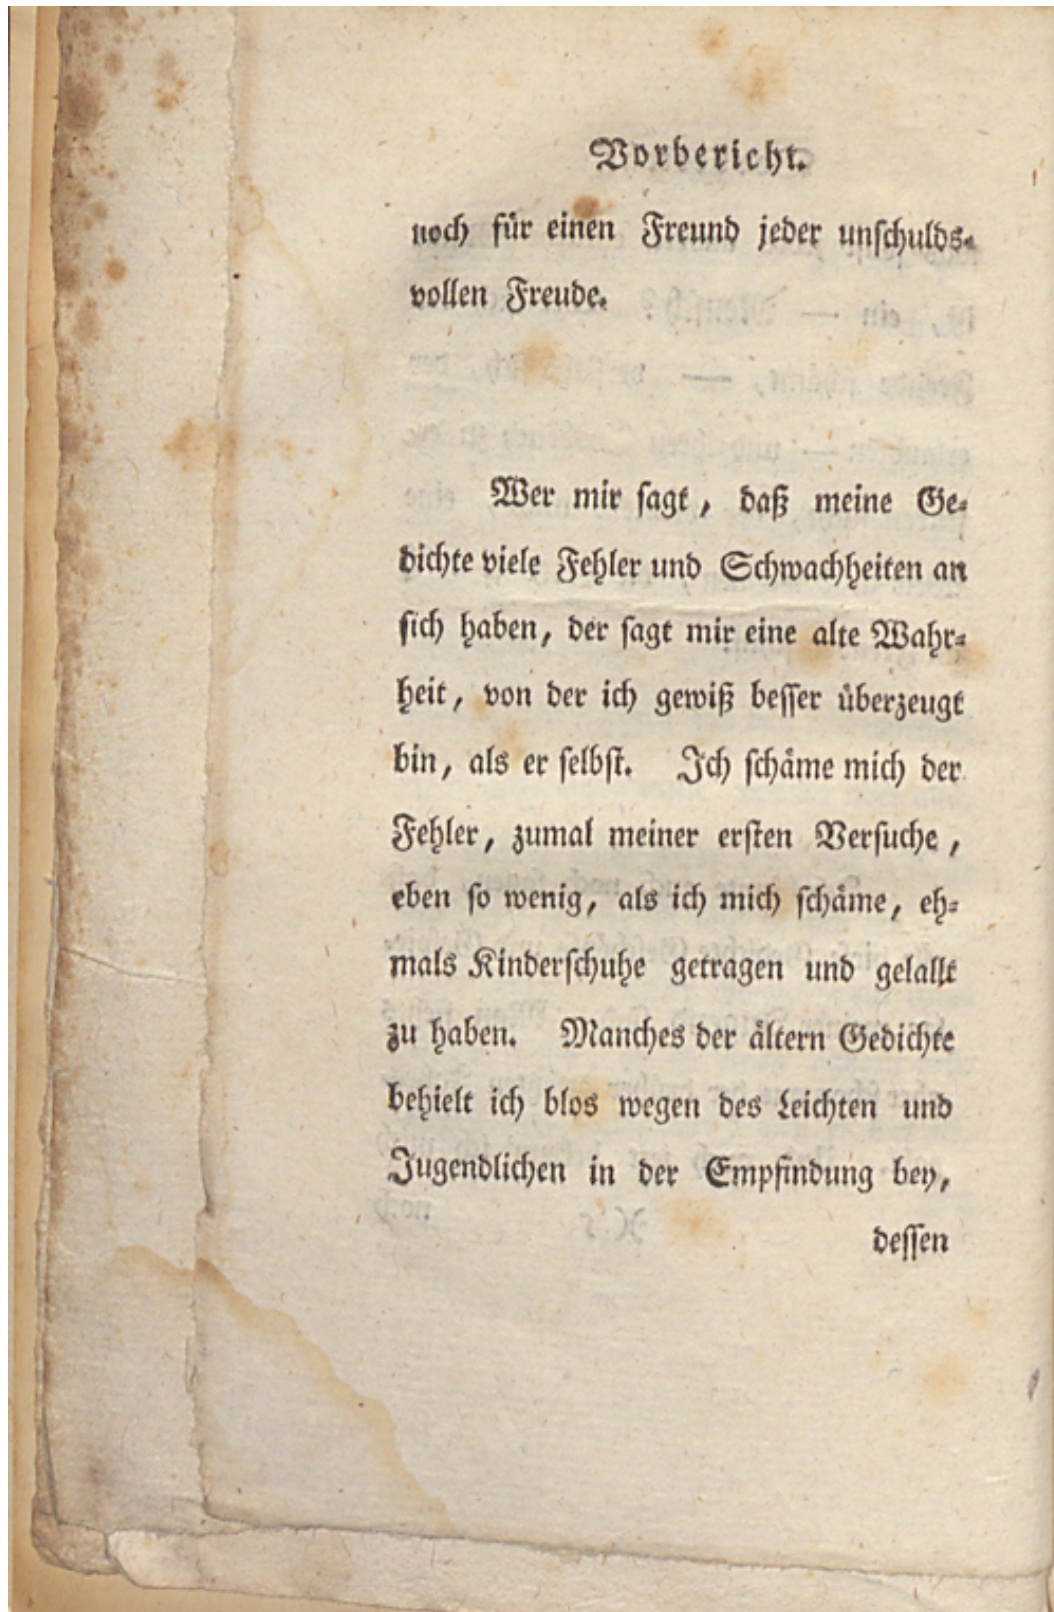 Vorbericht.
noch für einen Freund jeder unschulds-
vollen Freude.
Wer mir sagt, daß meine Ge-
dichte viele Fehler und Schwachheiten an
sich haben, der sagt mir eine alte Wahr-
heit, von der ich gewiß besser überzeugt
bin, als er selbst. Ich schäme mich der
Fehler, zumal meiner ersten Versuche,
eben so wenig, als ich mich schäme, eh-
mals Kinderschuhe getragen und gelallt
zu haben. Manches der ältern Gedichte
behielt ich blos wegen des Leichten und
Jugendlichen in der Empfindung bey,
dessen